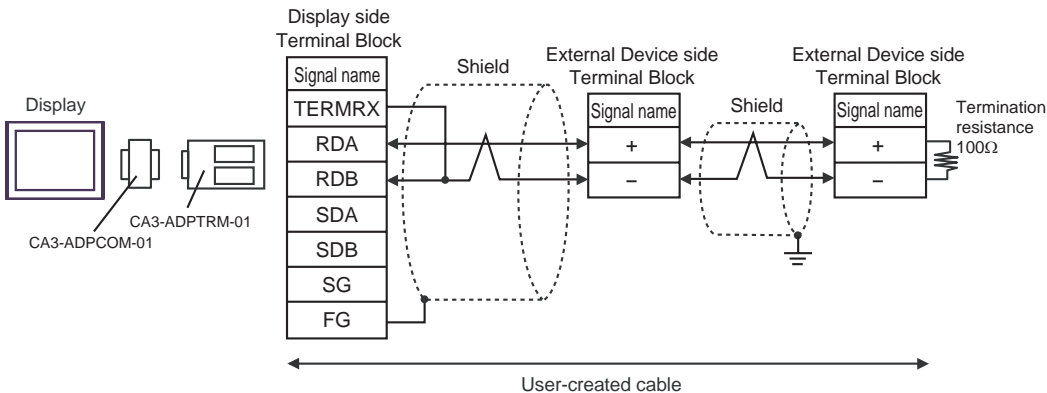 Display side
Terminal Block
External Device side
Terminal Block
External Device side
Terminal Block
Display
Signal name
Shield
Signal name
Shield
Signal name
Termination
resistance
100Ω
TERMRX
RDA
+
+
RDB
–
–
SDA
SDB
SG
FG
CA3-ADPTRM-01
CA3-ADPCOM-01
User-created cable